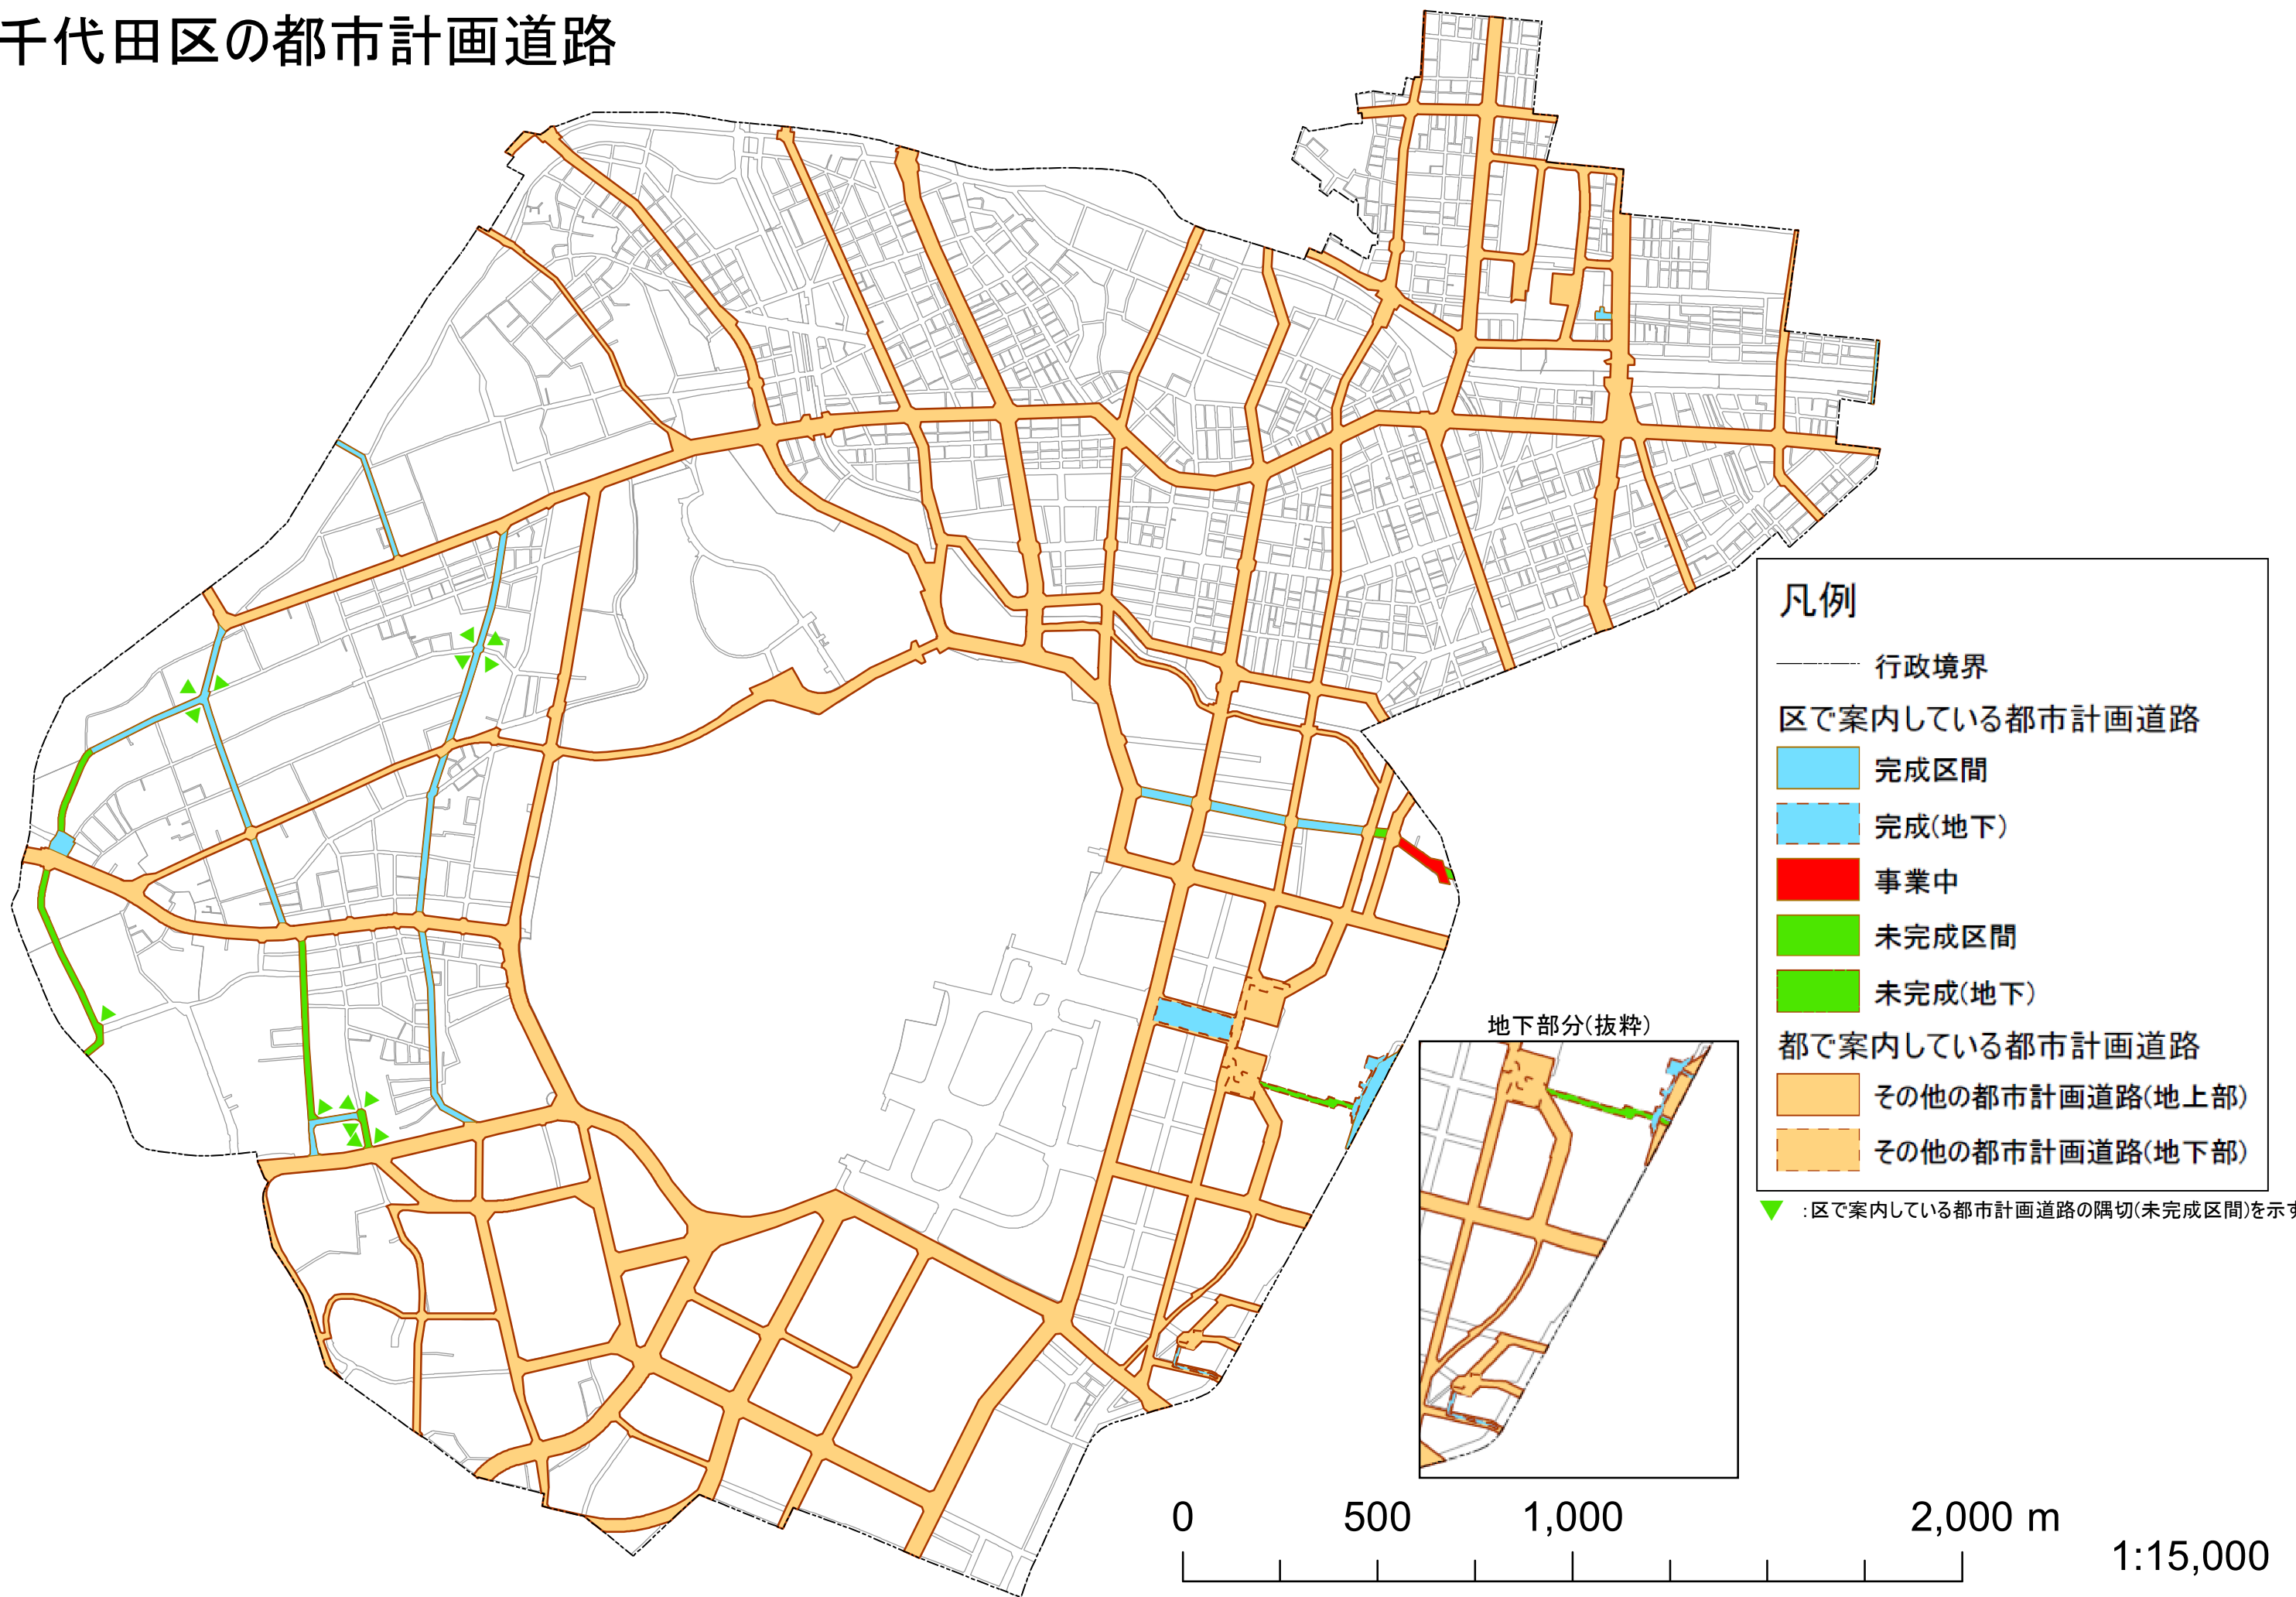 千代田区の都市計画道路
凡例
行政境界
区で案内している都市計画道路
完成区間
完成(地下)
事業中
未完成区間
未完成(地下)
都で案内している都市計画道路
その他の都市計画道路(地上部)
その他の都市計画道路(地下部)
:区で案内している都市計画道路の隅切(未完成区間)を示す
地下部分(抜粋)
0 500 1,000 2,000 m
1:15,000